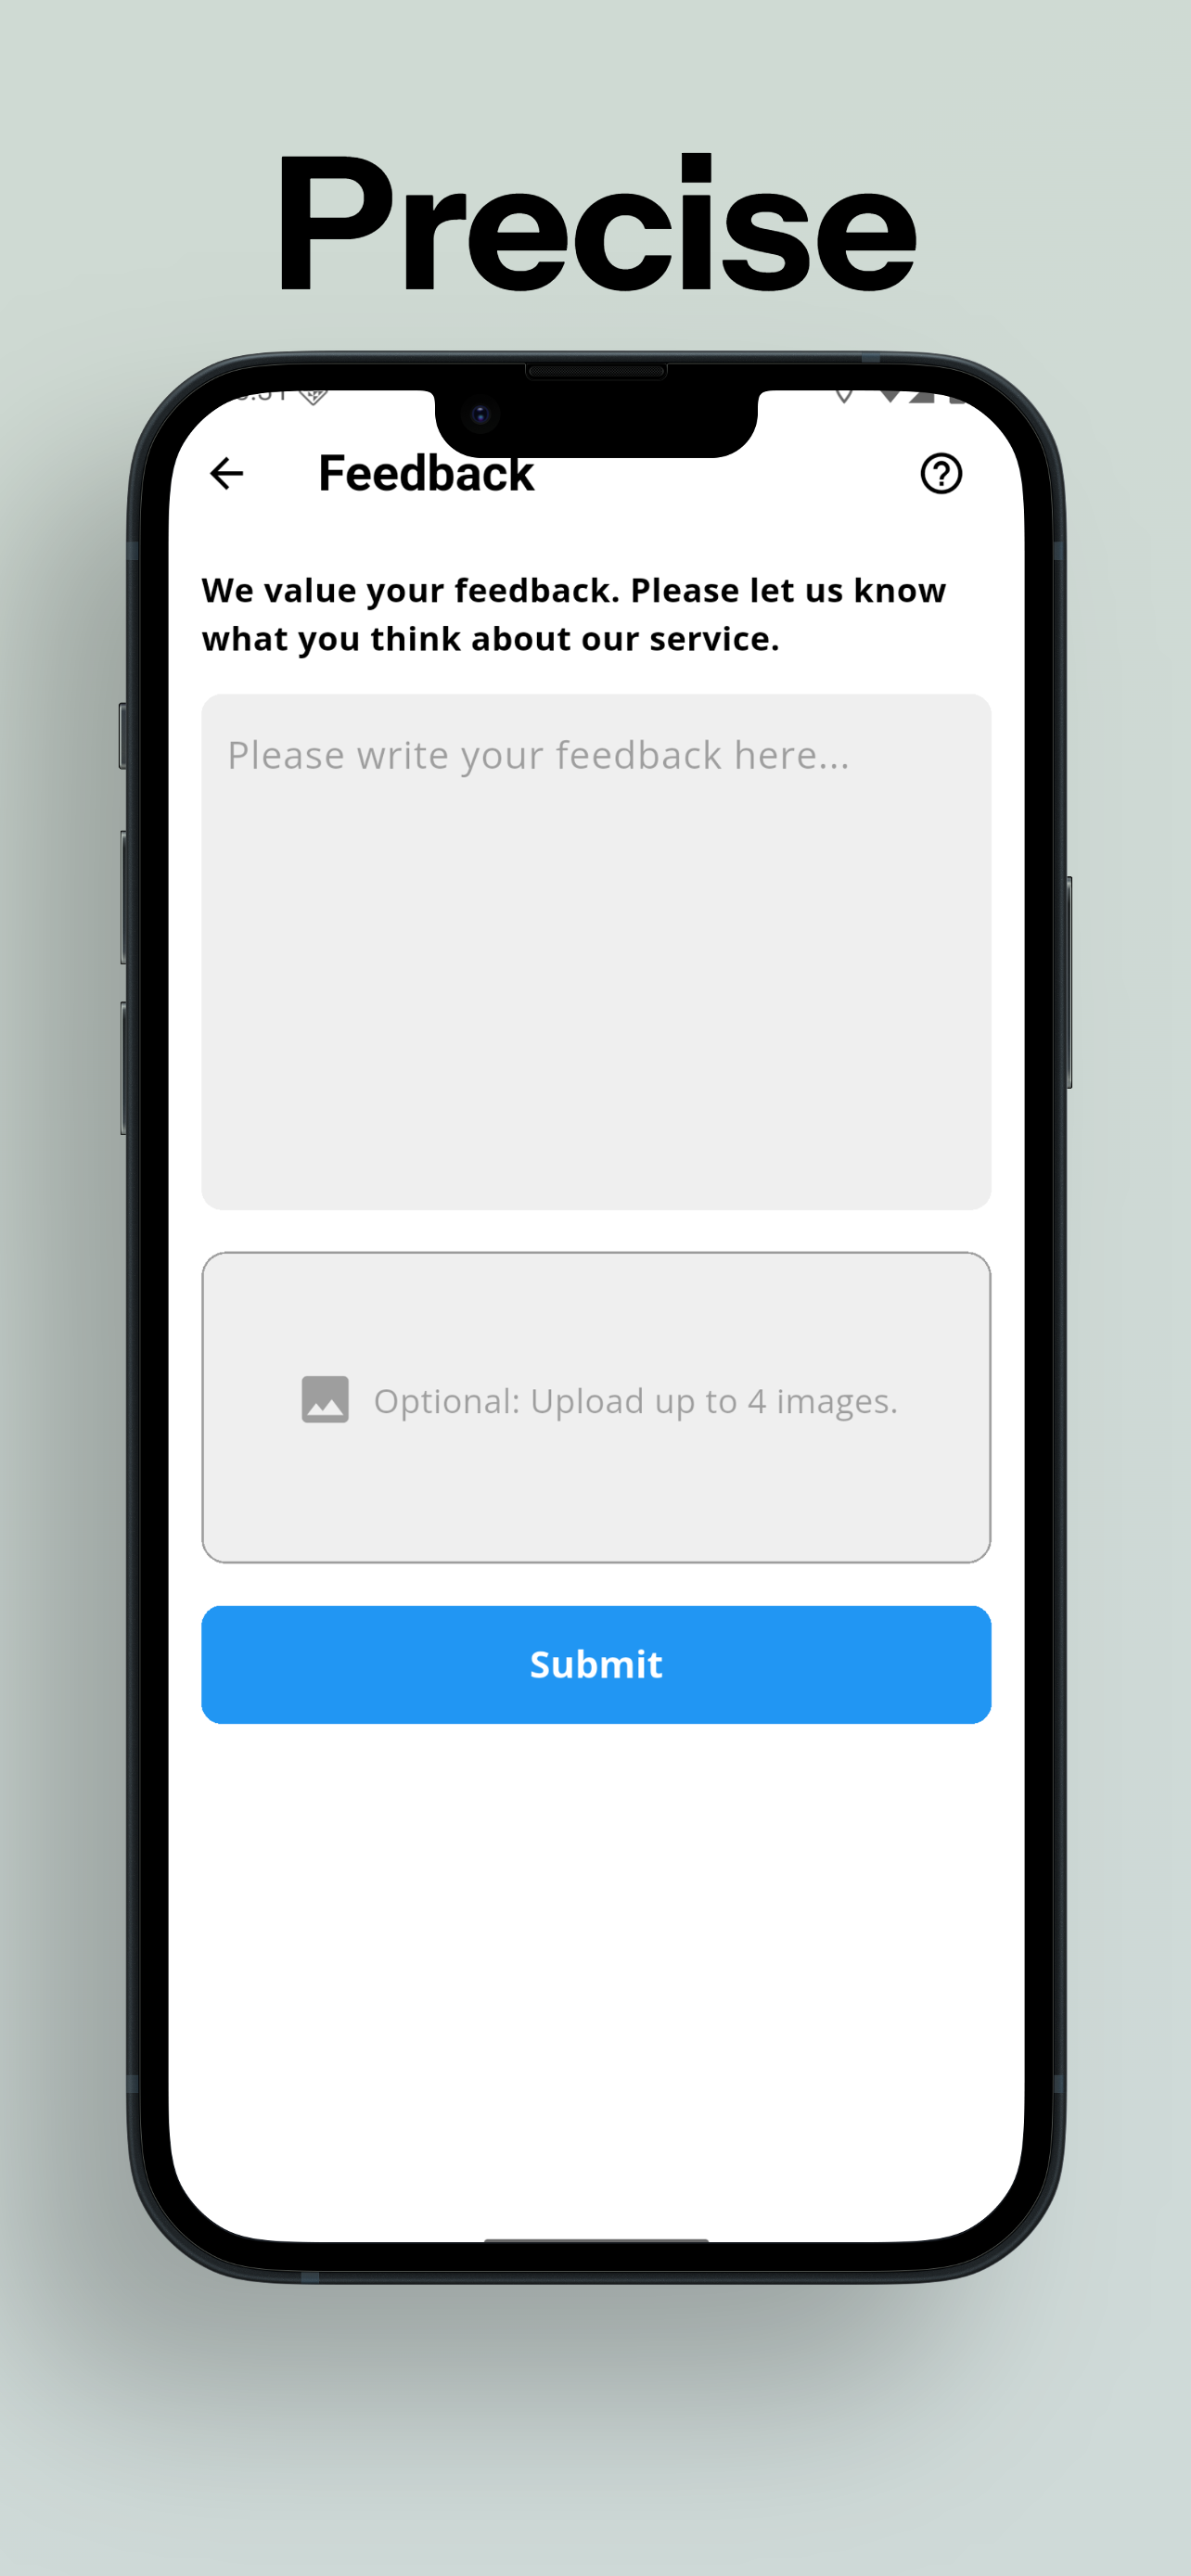 Precise
Feedback
We value your feedback. Please let us know
what you think about our service.
Please write your feedback here...
Optional: Upload up to 4 images.
Submit